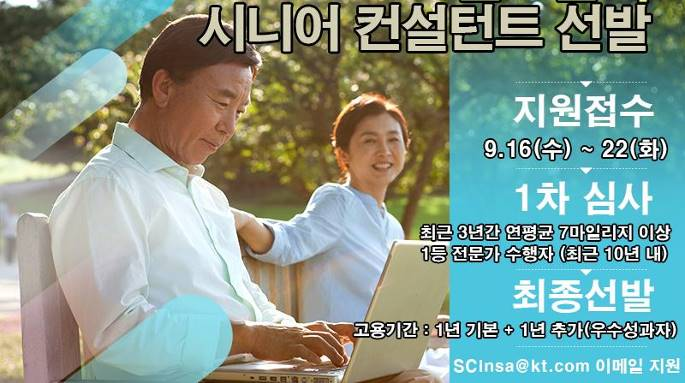 시니어 컨설턴트 선발
지원접수
9.16(수) ~ 22(화)
1차 심사
최근 3년간 연평균 7마일리지 이상
1등 전문가 수행자 (최근 10년 내)
최종선발
고용기간 : 1년 기본 + 1년 추가(우수성과자)
SCInsa@kt.com 이메일 지원